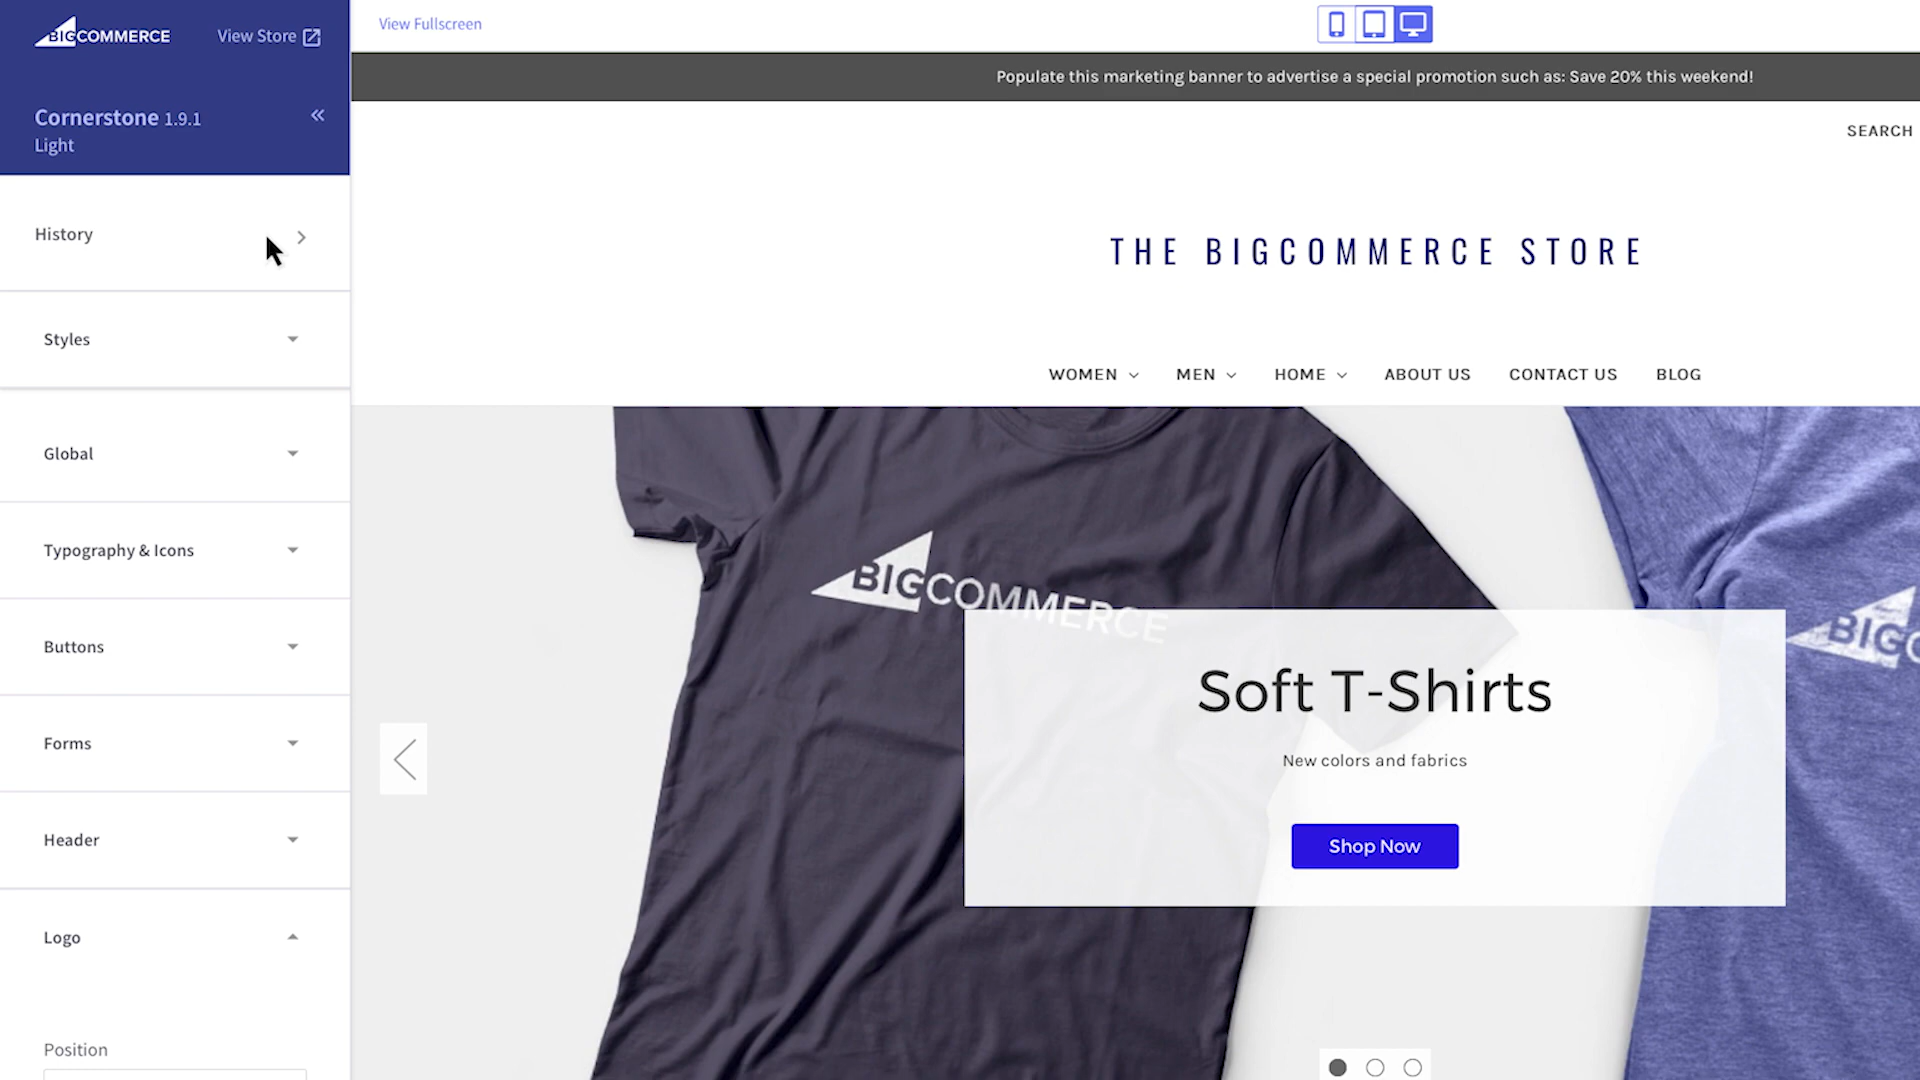 BIGCOMMERCE
View Store
Cornerstone 1.9.1
Light
History
Styles
Global
Typography & Icons
Buttons
Forms
Header
Logo
Position
View Fullscreen
Populate this marketing banner to advertise a special promotion such as: Save 20% this weekend!
SEARCH
THE BIGCOMMERCE STORE
WOMEN
MEN
HOME
ABOUT US
CONTACT US
BLOG
BIGCOMMERCE
BIGC
Soft T-Shirts
New colors and fabrics
Shop Now